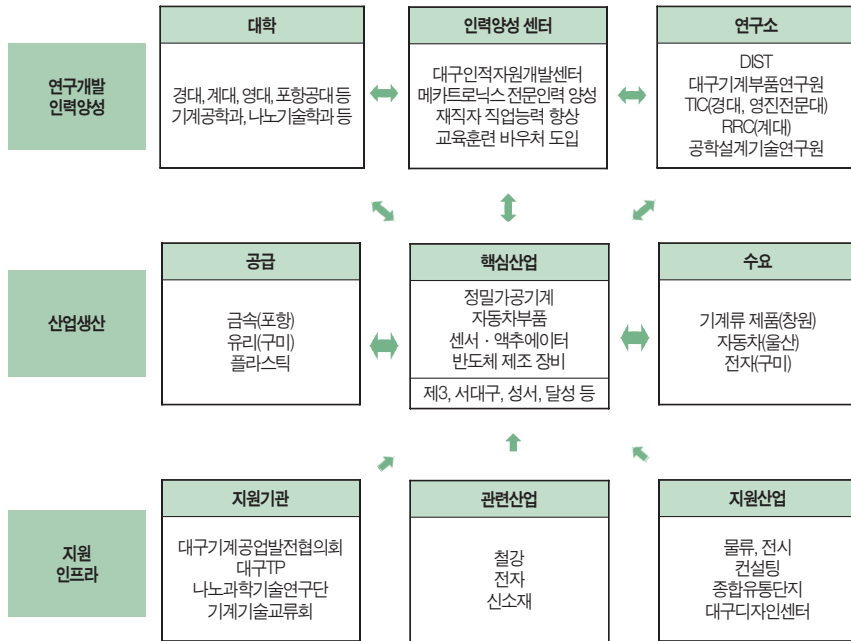 대학
인력양성 센터
연구소
연구개발
인력양성
경대, 계대, 영대, 포항공대 등
기계공학과, 나노기술학과 등
대구인적자원개발센터
메카트로닉스 전문인력 양성
재직자 직업능력 향상
교육훈련 바우처 도입
DIST
대구기계부품연구원
TIC(경대, 영진전문대)
RRC(계대)
공학설계기술연구원
공급
핵심산업
수요
산업생산
금속(포항)
유리(구미)
플라스틱
정밀가공기계
자동차부품
센서 · 액추에이터
반도체 제조 장비
제3, 서대구, 성서, 달성 등
기계류 제품(창원)
자동차(울산)
전자(구미)
지원기관
관련산업
지원산업
지원
인프라
대구기계공업발전협의회
대구TP
나노과학기술연구단
기계기술교류회
철강
전자
신소재
물류, 전시
컨설팅
종합유통단지
대구디자인센터